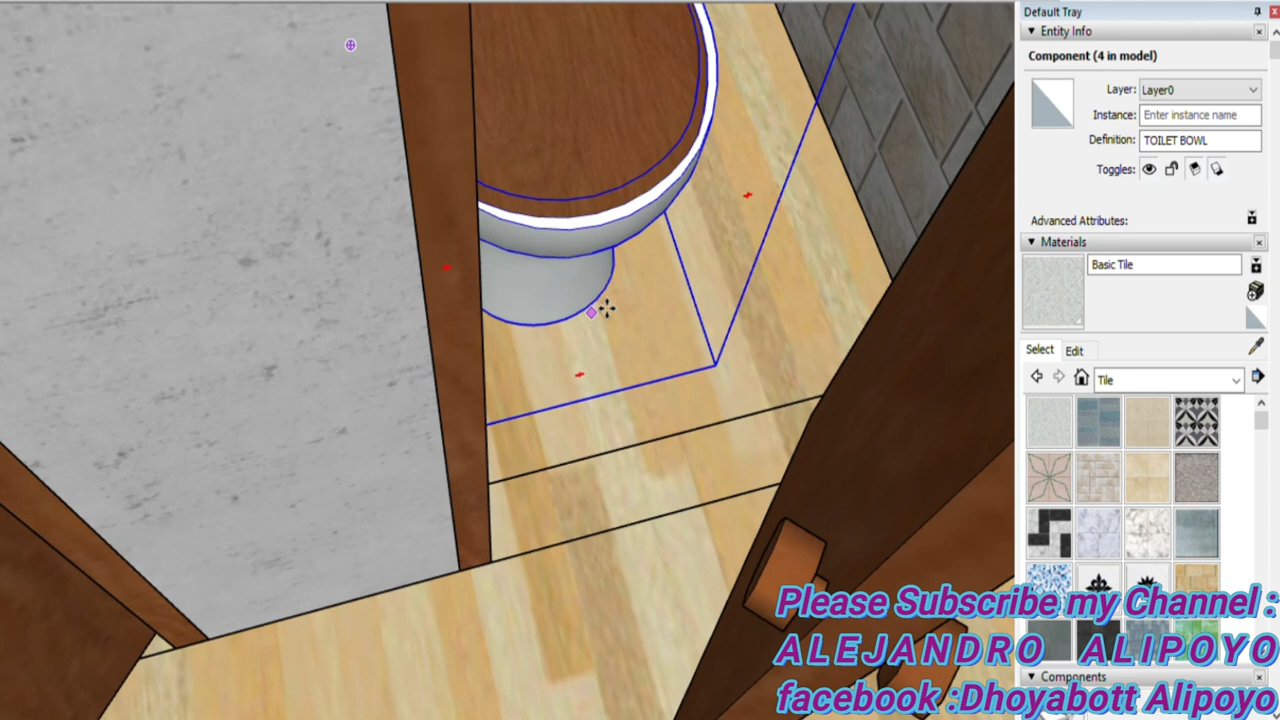 Default Tray
Entity Info
Component (4 in model)
Layer: Layer0
Instance: Enter instance name
Definition: TOILET BOWL
Toggles:
Advanced Attributes:
Materials
Basic Tile
Select Edit
Tile
Please Subscribe my Channel :
ALEJANDRO ALIPOYO
Components
facebook :Dhoyabott Alipoyo